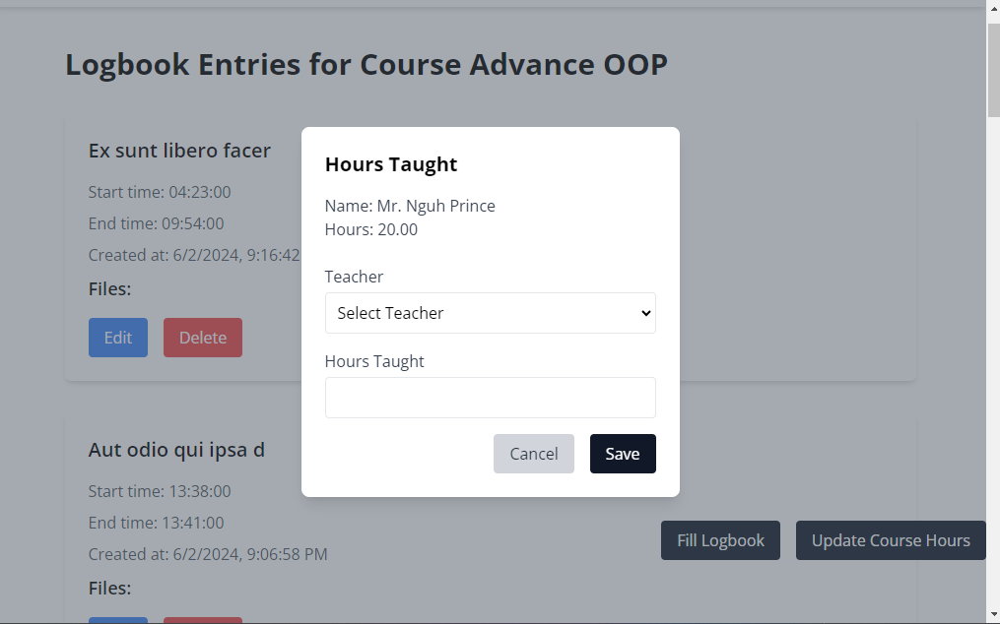 Logbook Entries for Course Advance OOP
Ex sunt libero facer
Start time: 04:23:00
End time: 09:54:00
Created at: 6/2/2024, 9:16:42
Files:
Edit
Delete
Hours Taught
Name: Mr. Nguh Prince
Hours: 20.00
Teacher
Select Teacher
Hours Taught
Cancel
Save
Aut odio qui ipsa d
Start time: 13:38:00
End time: 13:41:00
Created at: 6/2/2024, 9:06:58 PM
Files:
Fill Logbook
Update Course Hours